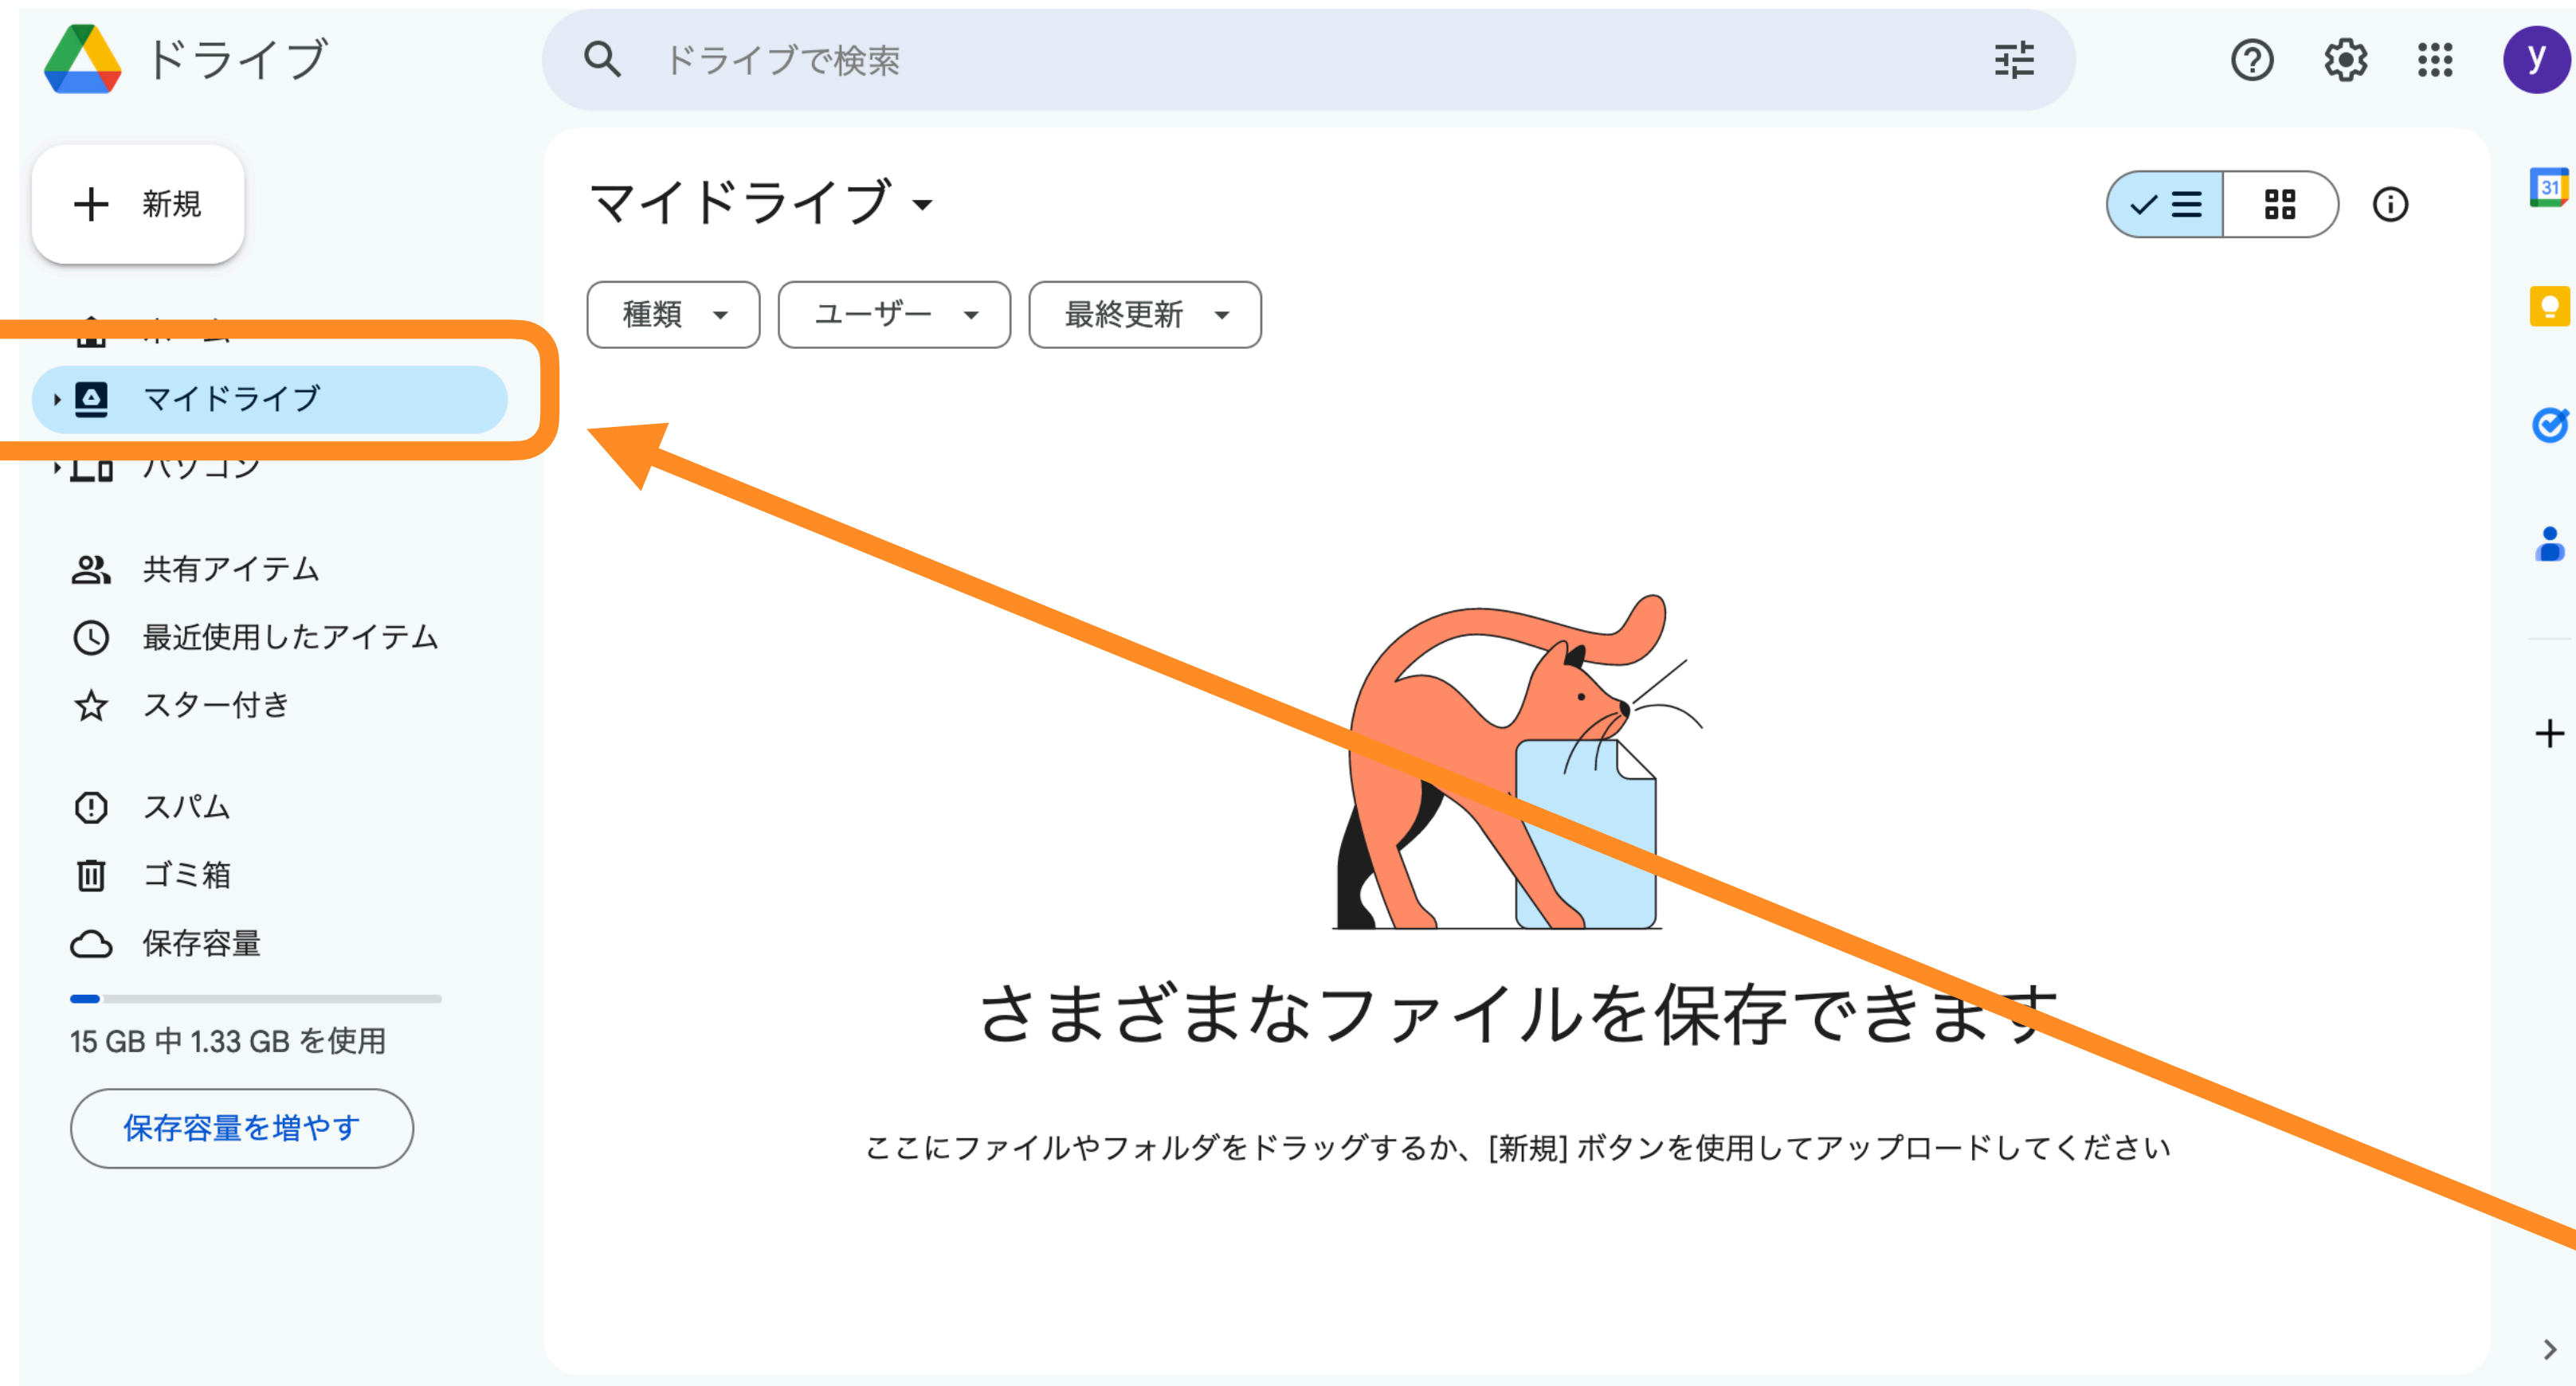 ドライブ
ドライブで検索
y
新規
マイドライブ
31
種類
ユーザー
最終更新
ホーム
マイドライブ
パソコン
共有アイテム
最近使用したアイテム
スター付き
スパム
ゴミ箱
保存容量
15 GB 中 1.33 GB を使用
保存容量を増やす
さまざまなファイルを保存できます
ここにファイルやフォルダをドラッグするか、[新規] ボタンを使用してアップロードしてください